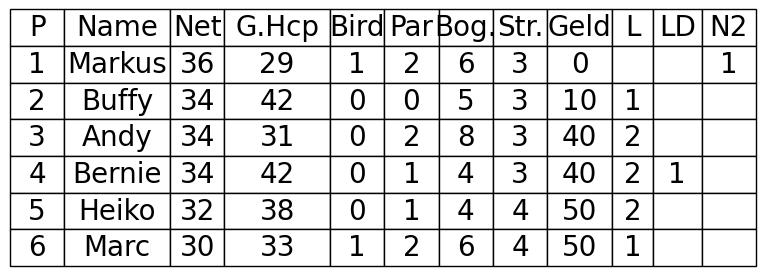 P Name Net G.Hcp Bird Par Bog. Str. Geld L LD N2
1 Markus 36 29 1 2 6 3 0 1
2 Buffy 34 42 0 0 5 3 10 1
3 Andy 34 31 0 2 8 3 40 2
4 Bernie 34 42 0 1 4 3 40 2 1
5 Heiko 32 38 0 1 4 4 50 2
6 Marc 30 33 1 2 6 4 50 1